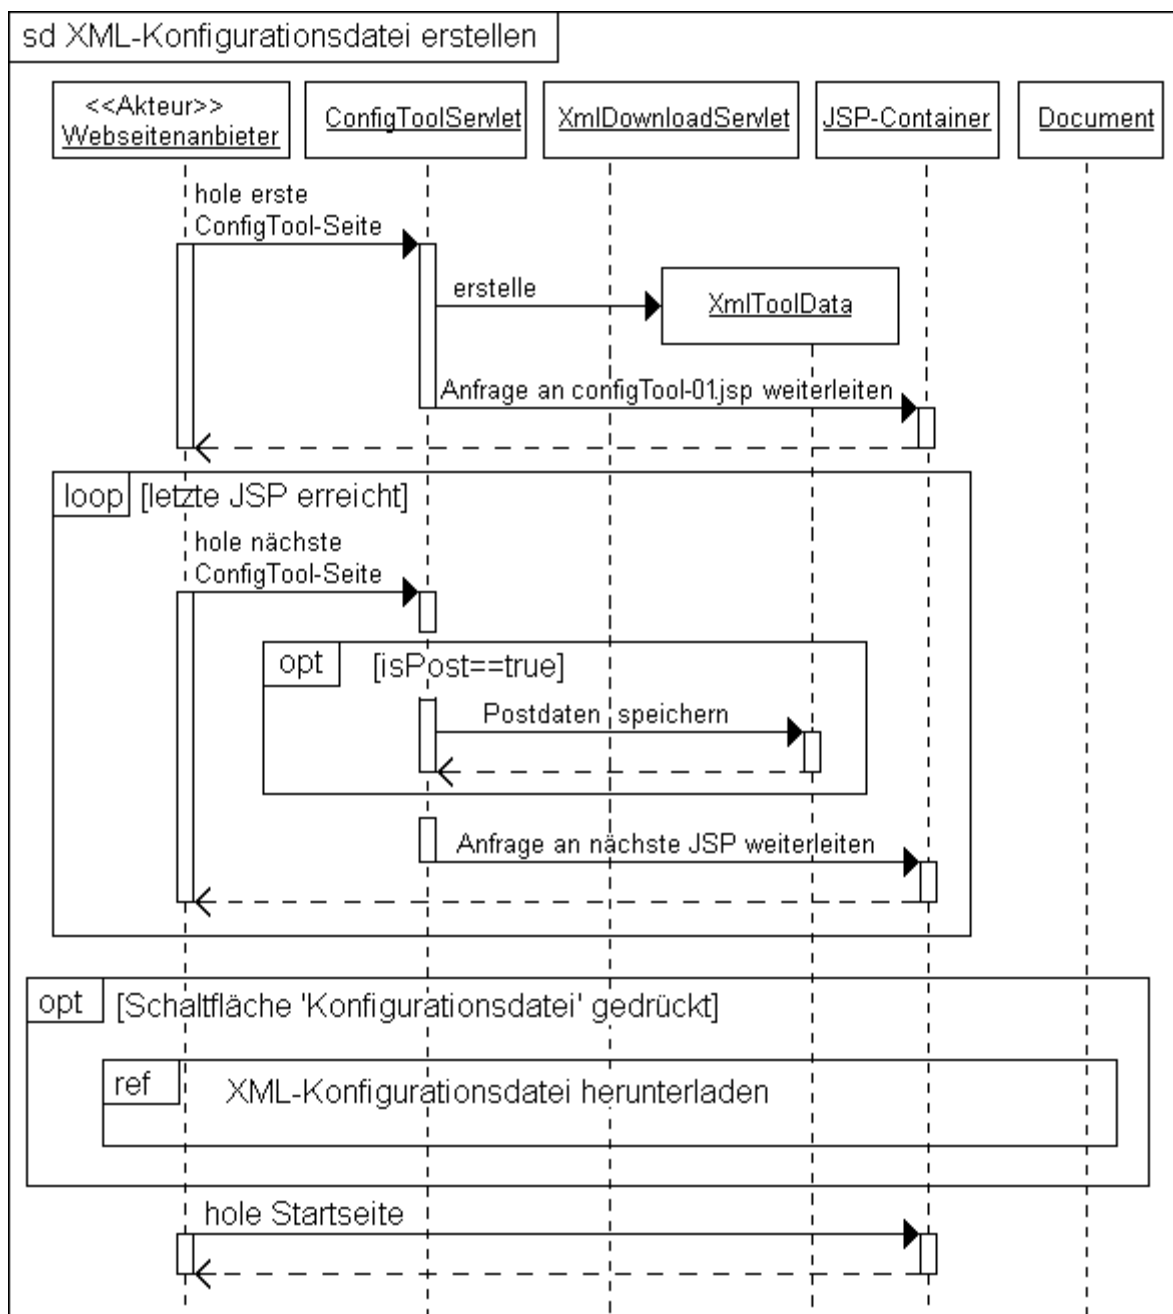 sd XML-Konfigurationsdatei erstellen
<<Akteur>>
Webseitenanbieter
ConfigToolServlet
XmlDownloadServlet
JSP-Container
Document
hole erste
ConfigTool-Seite
erstelle
XmlToolData
Anfrage an configTool-01.jsp weiterleiten
loop [letzte JSP erreicht]
hole nächste
ConfigTool-Seite
opt [isPost==true]
Postdaten speichern
Anfrage an nächste JSP weiterleiten
opt [Schaltfläche 'Konfigurationsdatei' gedrückt]
ref XML-Konfigurationsdatei herunterladen
hole Startseite